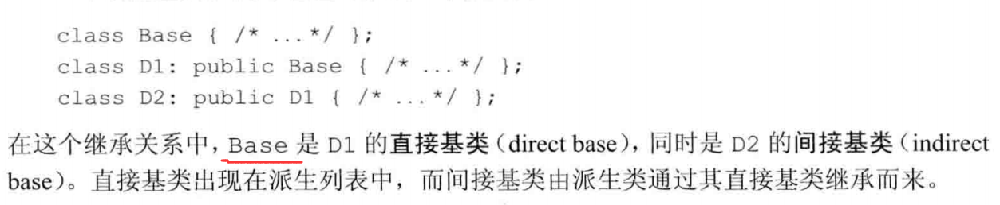 class Base { /* ...*/ };
class D1: public Base { /* ...*/ };
class D2: public D1 { /* ...*/ };
在这个继承关系中，Base 是 D1 的直接基类（direct base），同时是 D2 的间接基类（indirect
base）。直接基类出现在派生列表中，而间接基类由派生类通过其直接基类继承而来。